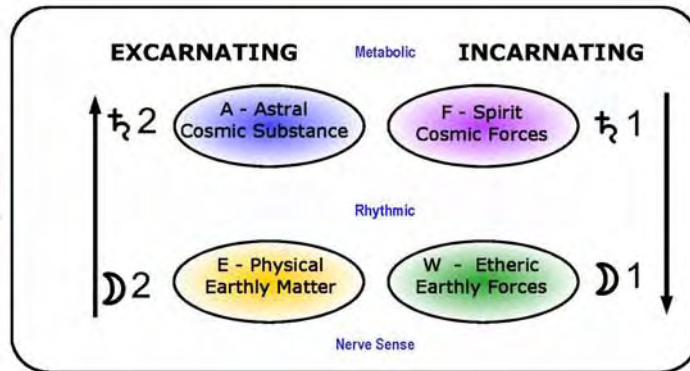 EXCARNATING Metabolic INCARNATING
♄2 A - Astral
Cosmic Substance
F - Spirit
Cosmic Forces ♄1
Rhythmic
☽2 E - Physical
Earthly Matter
W - Etheric
Earthly Forces ☽1
Nerve Sense